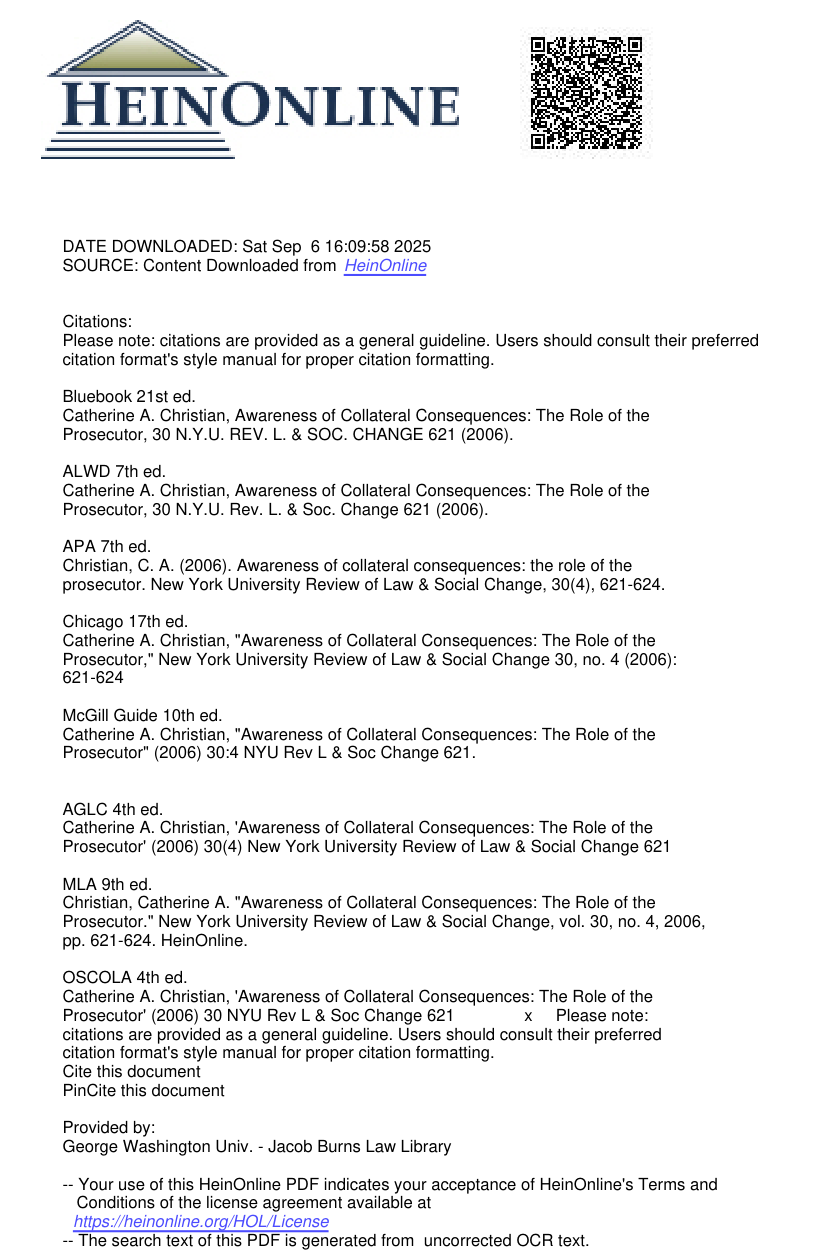 HEINONLINE
DATE DOWNLOADED: Sat Sep  6 16:09:58 2025
SOURCE: Content Downloaded from HeinOnline
Citations:
Please note: citations are provided as a general guideline. Users should consult their preferred
citation format's style manual for proper citation formatting.
Bluebook 21st ed.
Catherine A. Christian, Awareness of Collateral Consequences: The Role of the
Prosecutor, 30 N.Y.U. REV. L. & SOC. CHANGE 621 (2006).
ALWD 7th ed.
Catherine A. Christian, Awareness of Collateral Consequences: The Role of the
Prosecutor, 30 N.Y.U. Rev. L. & Soc. Change 621 (2006).
APA 7th ed.
Christian, C. A. (2006). Awareness of collateral consequences: the role of the
prosecutor. New York University Review of Law & Social Change, 30(4), 621-624.
Chicago 17th ed.
Catherine A. Christian, "Awareness of Collateral Consequences: The Role of the
Prosecutor," New York University Review of Law & Social Change 30, no. 4 (2006):
621-624
McGill Guide 10th ed.
Catherine A. Christian, "Awareness of Collateral Consequences: The Role of the
Prosecutor" (2006) 30:4 NYU Rev L & Soc Change 621.
AGLC 4th ed.
Catherine A. Christian, 'Awareness of Collateral Consequences: The Role of the
Prosecutor' (2006) 30(4) New York University Review of Law & Social Change 621
MLA 9th ed.
Christian, Catherine A. "Awareness of Collateral Consequences: The Role of the
Prosecutor." New York University Review of Law & Social Change, vol. 30, no. 4, 2006,
pp. 621-624. HeinOnline.
OSCOLA 4th ed.
Catherine A. Christian, 'Awareness of Collateral Consequences: The Role of the
Prosecutor' (2006) 30 NYU Rev L & Soc Change 621 x Please note:
citations are provided as a general guideline. Users should consult their preferred
citation format's style manual for proper citation formatting.
Cite this document
PinCite this document
Provided by:
George Washington Univ. - Jacob Burns Law Library
-- Your use of this HeinOnline PDF indicates your acceptance of HeinOnline's Terms and
Conditions of the license agreement available at
https://heinonline.org/HOL/License
-- The search text of this PDF is generated from  uncorrected OCR text.